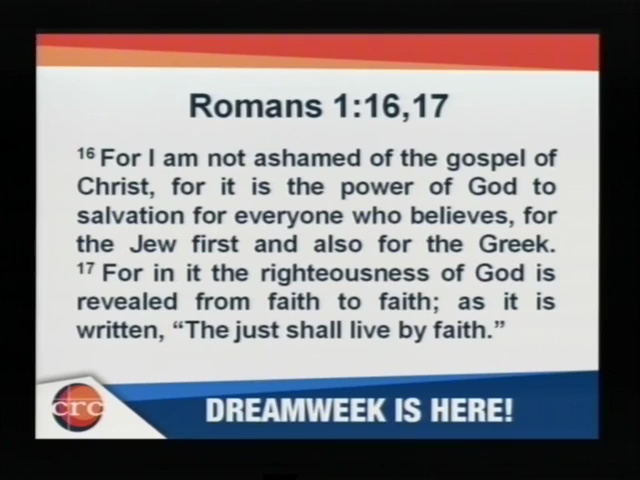 Romans 1:16,17
16 For I am not ashamed of the gospel of
Christ, for it is the power of God to
salvation for everyone who believes, for
the Jew first and also for the Greek.
17 For in it the righteousness of God is
revealed from faith to faith; as it is
written, “The just shall live by faith.”
crc
DREAMWEEK IS HERE!